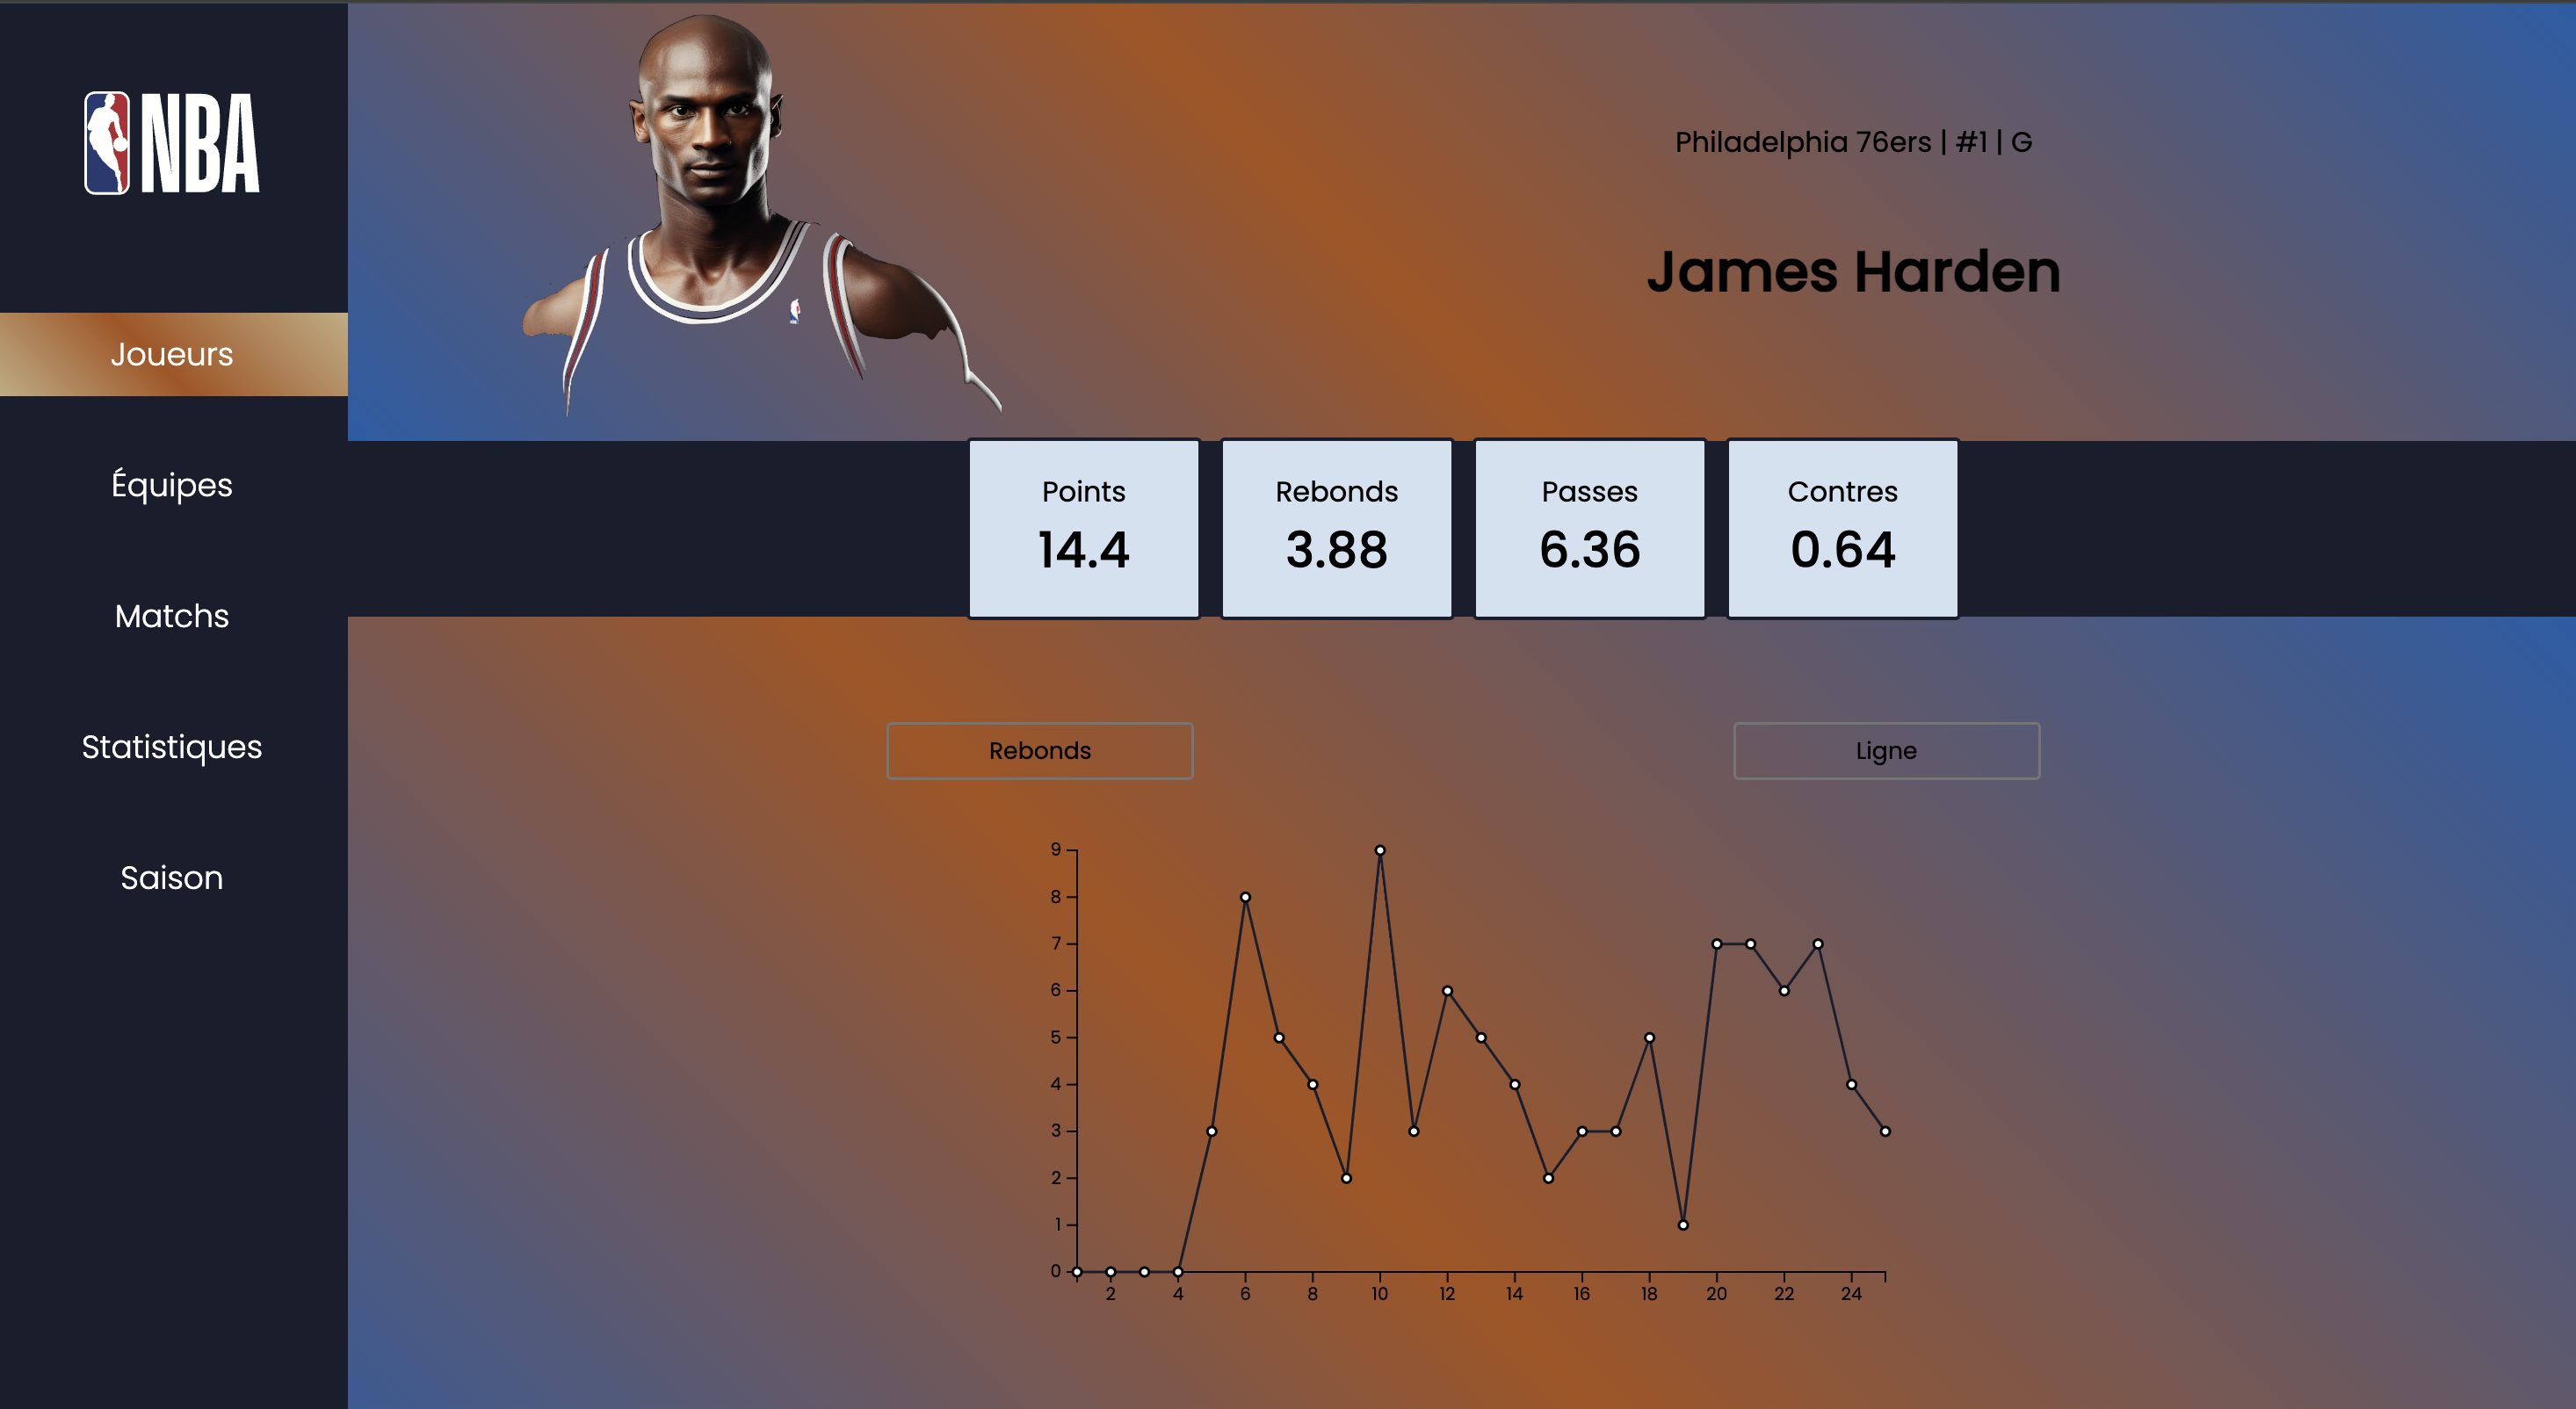 NBA
Joueurs
Équipes
Matchs
Statistiques
Saison
Philadelphia 76ers | #1 | G
James Harden
Points
14.4
Rebonds
3.88
Passes
6.36
Contres
0.64
Rebonds
Ligne
9
8
7
6
5
4
3
2
1
0
2 4 6 8 10 12 14 16 18 20 22 24